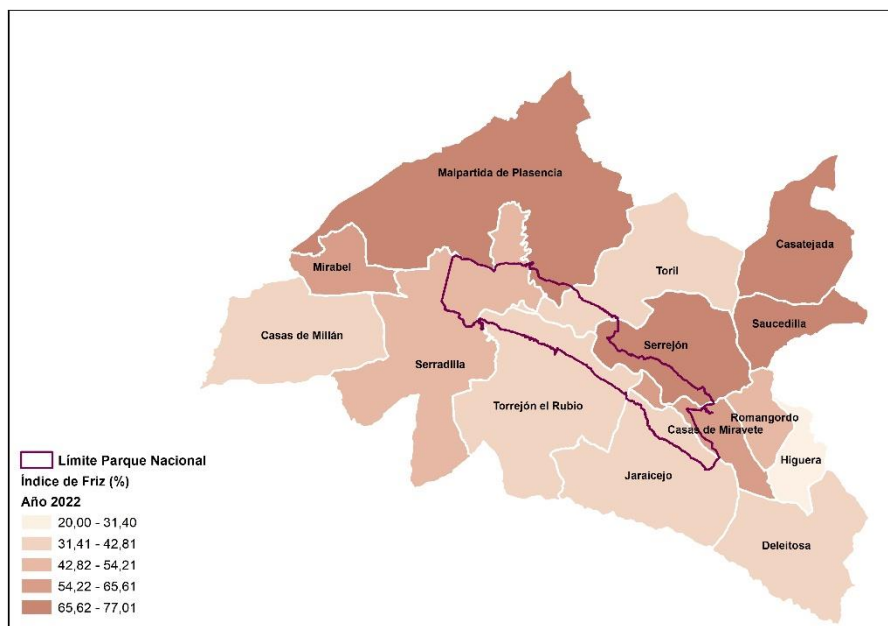 Malpartida de Plasencia
Casatejada
Mirabel
Toril
Saucedilla
Casas de Millán
Serrejón
Serradilla
Torrejón el Rubio
Romangordo
Casas de Miravete
Higuera
Jaraicejo
Deleitosa
Límite Parque Nacional
Índice de Friz (%)
Año 2022
20,00 - 31,40
31,41 - 42,81
42,82 - 54,21
54,22 - 65,61
65,62 - 77,01